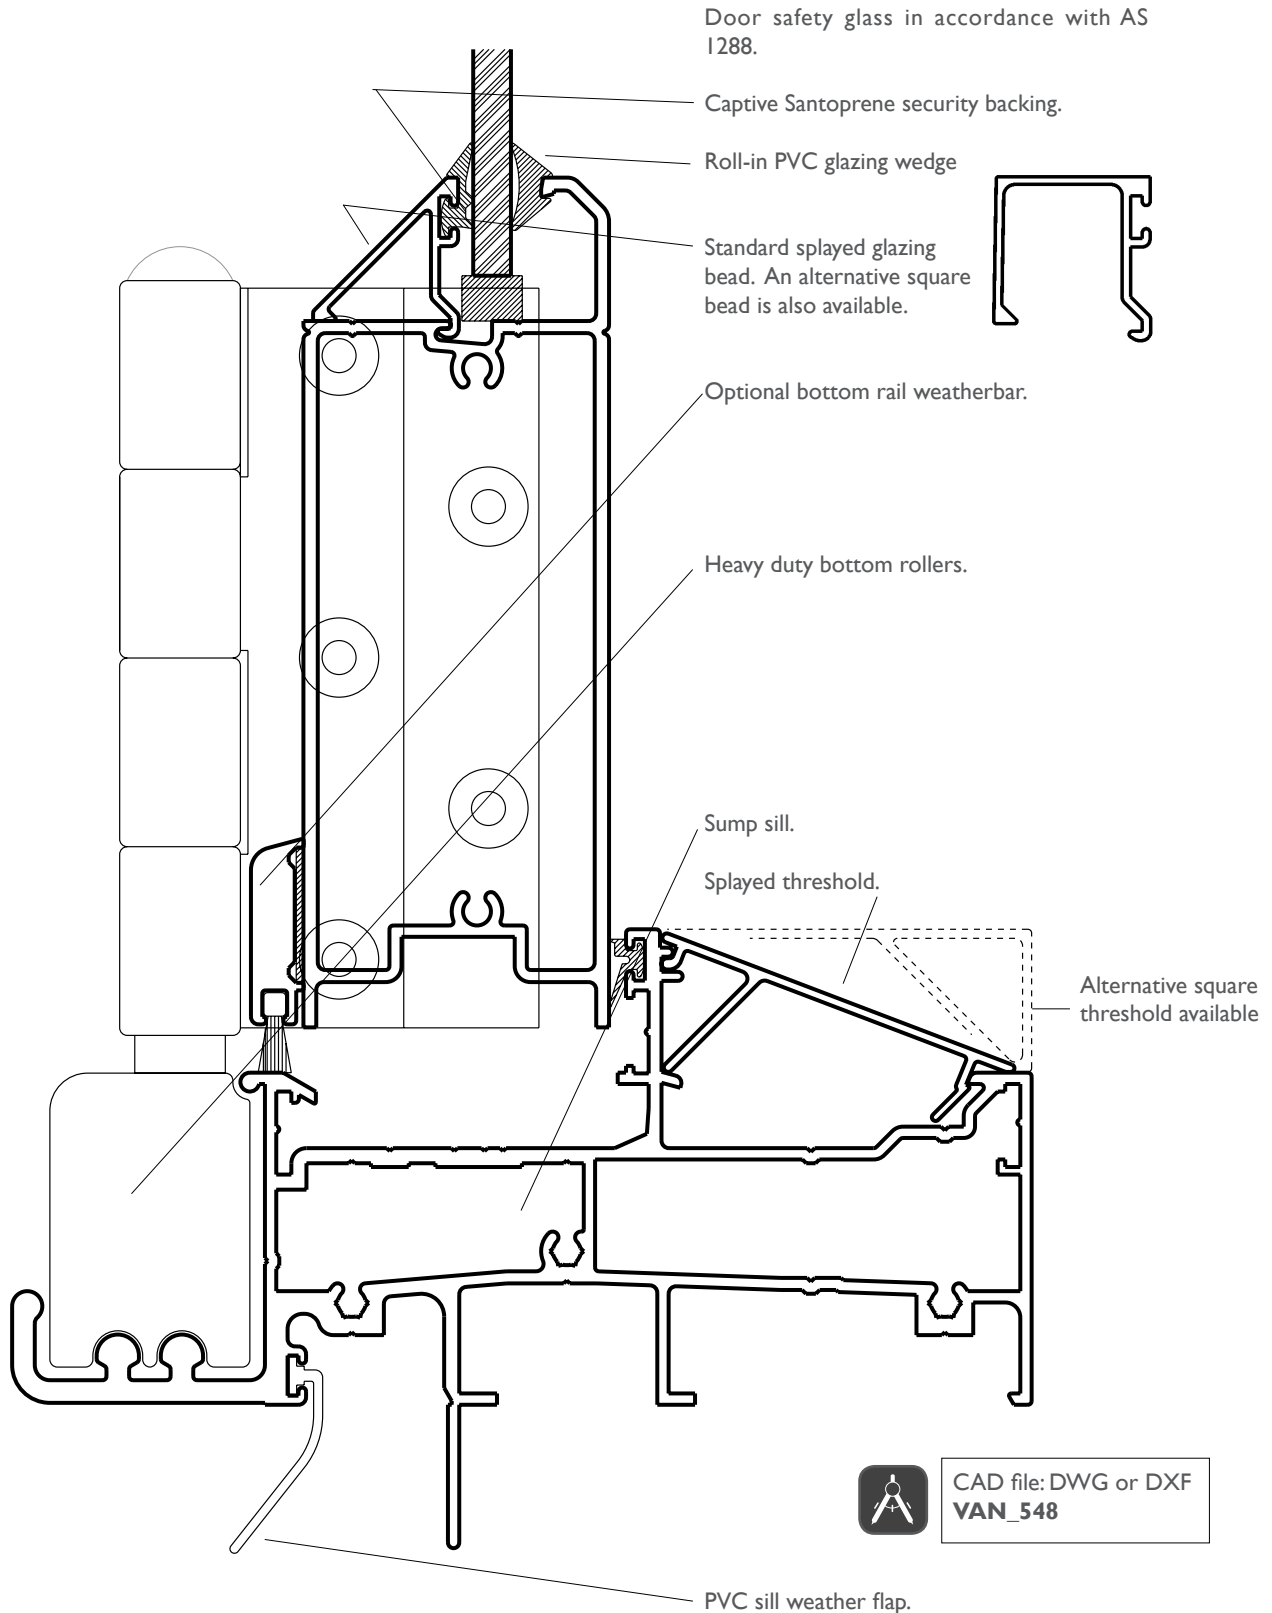 Door safety glass in accordance with AS
1288.
Captive Santoprene security backing.
Roll-in PVC glazing wedge
Standard splayed glazing
bead. An alternative square
bead is also available.
Optional bottom rail weatherbar.
Heavy duty bottom rollers.
Sump sill.
Splayed threshold.
Alternative square
threshold available
CAD file: DWG or DXF
VAN_548
PVC sill weather flap.